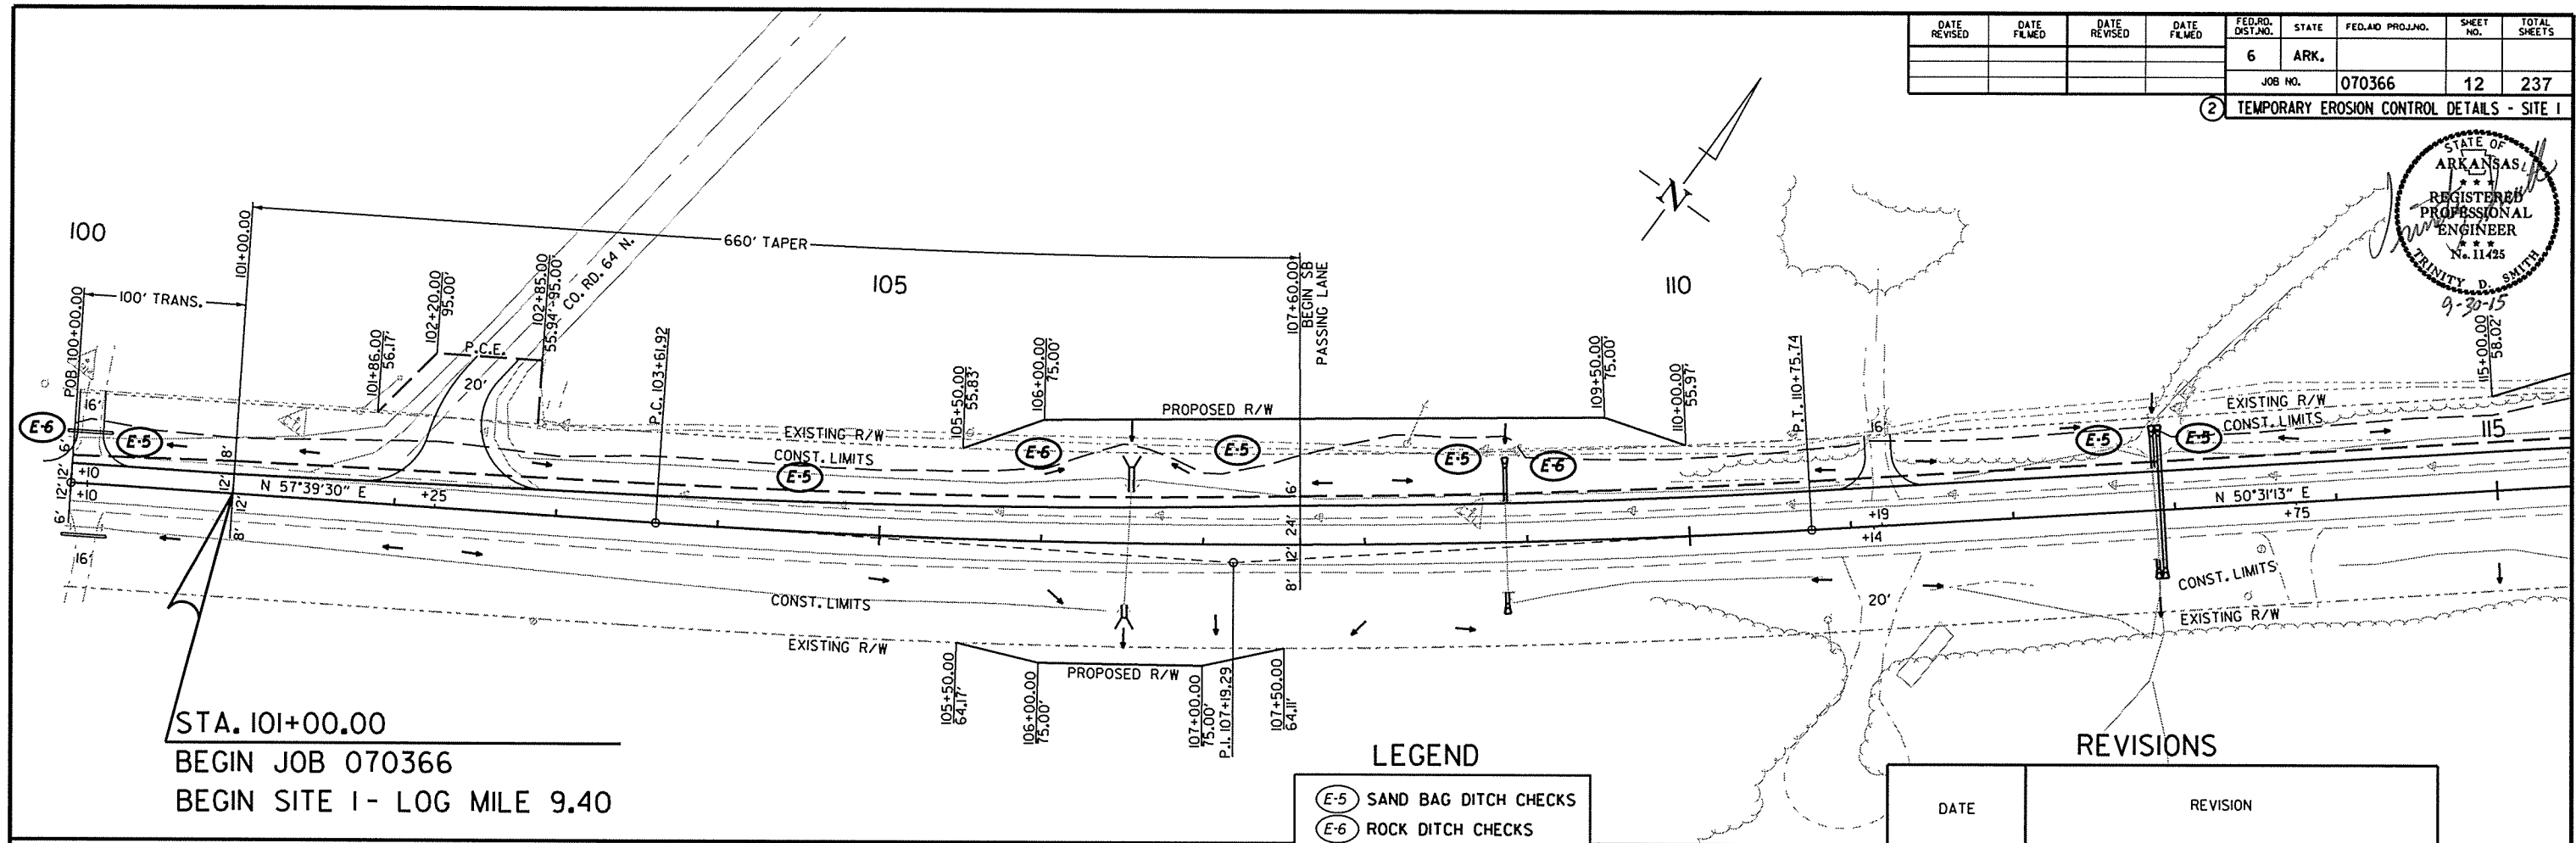 DATE REVISED
DATE FILMED
DATE REVISED
DATE FILMED
FED.RD. DIST.NO.
STATE
FED.AID PROJ.NO.
SHEET NO.
TOTAL SHEETS
6
ARK.
JOB NO.
070366
12
237
2
TEMPORARY EROSION CONTROL DETAILS - SITE 1
STATE OF
ARKANSAS
REGISTERED
PROFESSIONAL
ENGINEER
No. 11425
TRINITY D. SMITH
9-30-15
N
100
105
110
115
POB 100+00.00
100' TRANS.
101+00.00
660' TAPER
101+86.00
56.17'
102+20.00
95.00'
P.C.E.
20'
102+85.00
55.94' 95.00'
CO. RD. 64 N.
P.C. 103+61.92
105+50.00
55.83'
106+00.00
75.00'
PROPOSED R/W
107+60.00
BEGIN SB
PASSING LANE
109+50.00
75.00'
110+00.00
55.97'
P.T. 110+75.74
115+00.00
58.02'
16'
E-6
E-5
EXISTING R/W
CONST. LIMITS
E-5
E-6
E-5
E-5
E-6
16'
E-5
E-5
EXISTING R/W
CONST. LIMITS
6'
12'
12'
6'
+10
+10
8'
12'
12'
8'
N 57°39'30" E
+25
6'
24'
12'
8'
+19
+14
N 50°31'13" E
+75
16'
CONST. LIMITS
EXISTING R/W
20'
CONST. LIMITS
EXISTING R/W
105+50.00
64.17'
106+00.00
75.00'
PROPOSED R/W
107+00.00
75.00'
P.I. 107+19.29
107+50.00
64.11'
STA. 101+00.00
BEGIN JOB 070366
BEGIN SITE 1 - LOG MILE 9.40
LEGEND
E-5 SAND BAG DITCH CHECKS
E-6 ROCK DITCH CHECKS
REVISIONS
DATE
REVISION